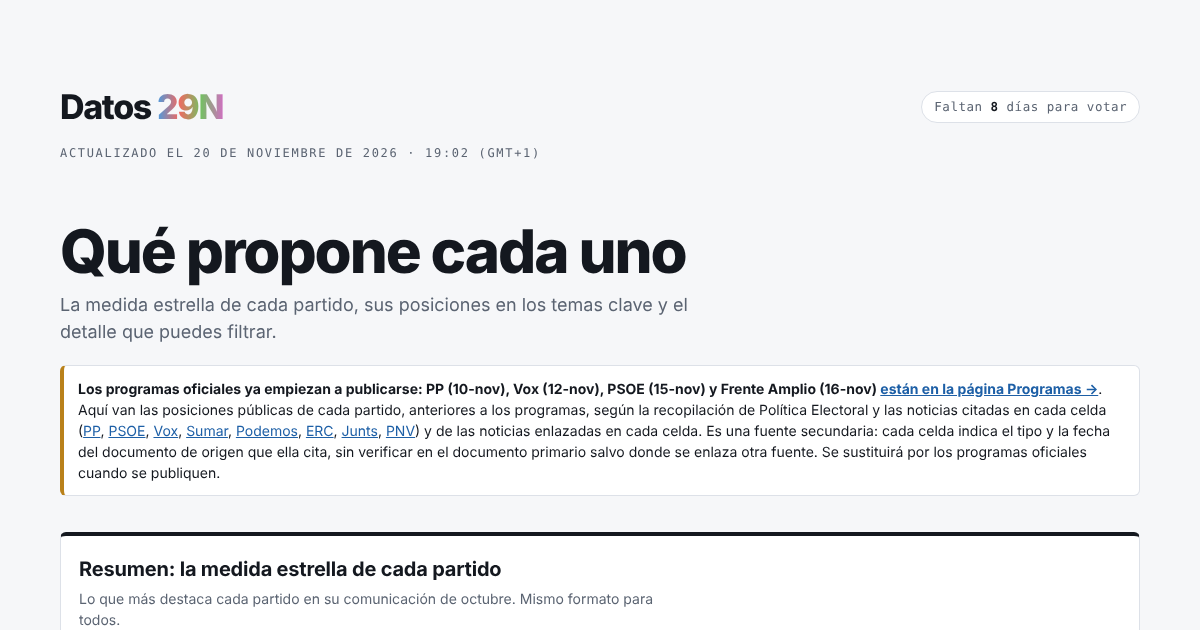 Datos 29N
Faltan 8 días para votar
ACTUALIZADO EL 20 DE NOVIEMBRE DE 2026 · 19:02 (GMT+1)
Qué propone cada uno
La medida estrella de cada partido, sus posiciones en los temas clave y el
detalle que puedes filtrar.
Los programas oficiales ya empiezan a publicarse: PP (10-nov), Vox (12-nov), PSOE (15-nov) y Frente Amplio (16-nov) están en la página Programas →.
Aquí van las posiciones públicas de cada partido, anteriores a los programas, según la recopilación de Política Electoral y las noticias citadas en cada celda
(PP, PSOE, Vox, Sumar, Podemos, ERC, Junts, PNV) y de las noticias enlazadas en cada celda. Es una fuente secundaria: cada celda indica el tipo y la fecha
del documento de origen que ella cita, sin verificar en el documento primario salvo donde se enlaza otra fuente. Se sustituirá por los programas oficiales
cuando se publiquen.
Resumen: la medida estrella de cada partido
Lo que más destaca cada partido en su comunicación de octubre. Mismo formato para
todos.